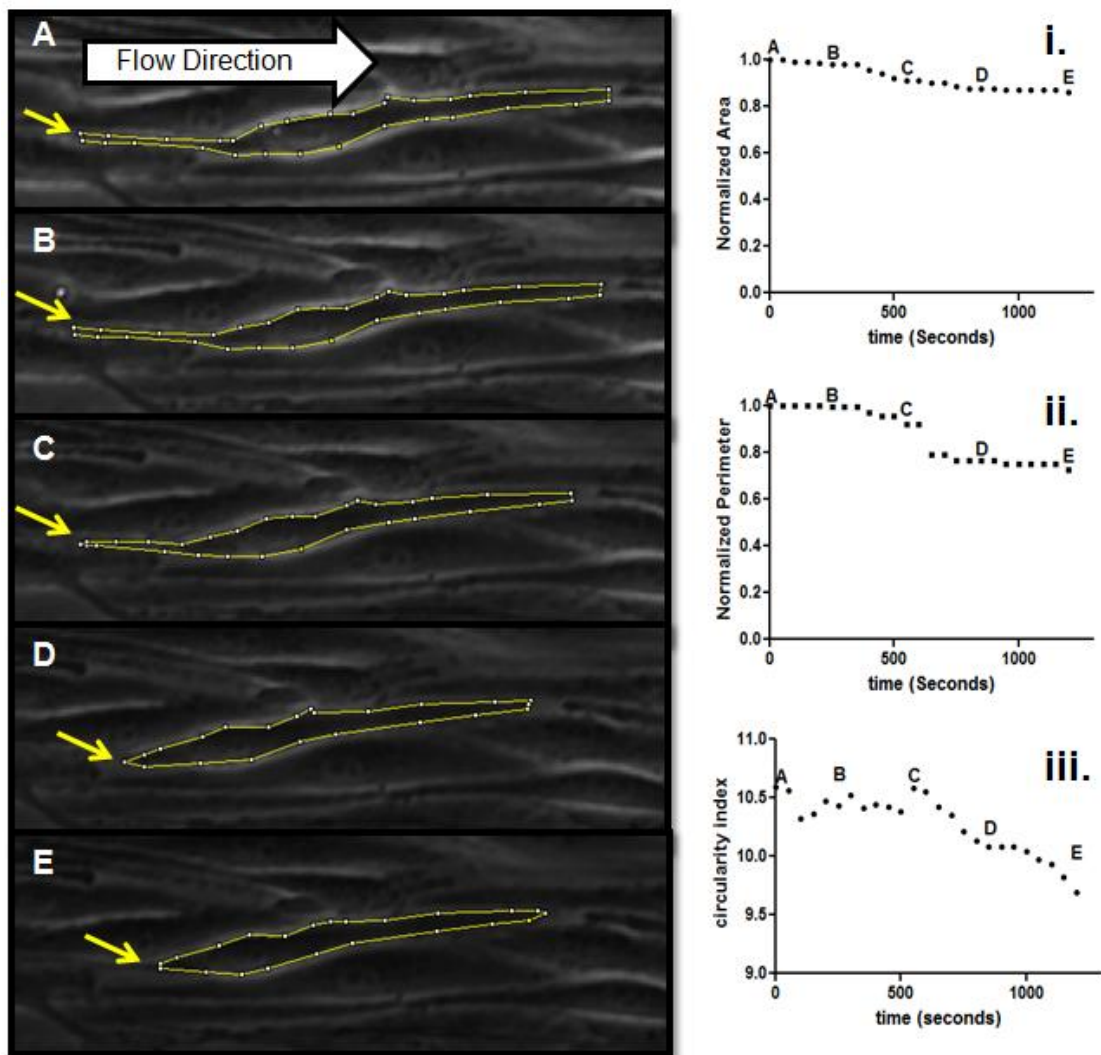 A
Flow Direction
B
C
D
E
i.
Normalized Area
1.0
0.8
0.6
0.4
0.2
0.0
A B C D E
0 500 1000
time (Seconds)
ii.
Normalized Perimeter
1.0
0.8
0.6
0.4
0.2
0.0
A B C D E
0 500 1000
time (Seconds)
iii.
circularity index
11.0
10.5
10.0
9.5
9.0
A B C D E
0 500 1000
time (seconds)